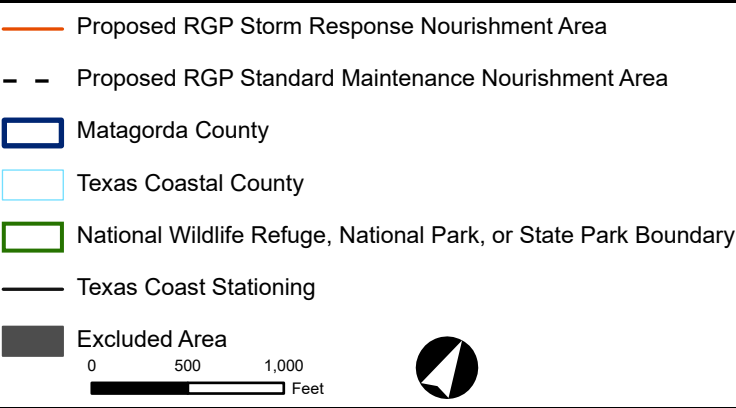 Proposed RGP Storm Response Nourishment Area
Proposed RGP Standard Maintenance Nourishment Area
Matagorda County
Texas Coastal County
National Wildlife Refuge, National Park, or State Park Boundary
Texas Coast Stationing
Excluded Area
0 500 1,000
Feet